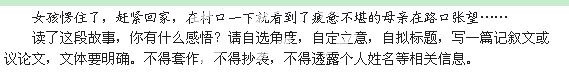 女孩愣住了，赶紧回家，在村口一下就看到了疲惫不堪的母亲在路口张望……
读了这段故事，你有什么感悟？请自选角度，自定立意，自拟标题，写一篇记叙文或
议论文，文体要明确。不得套作，不得抄袭，不得透露个人姓名等相关信息。